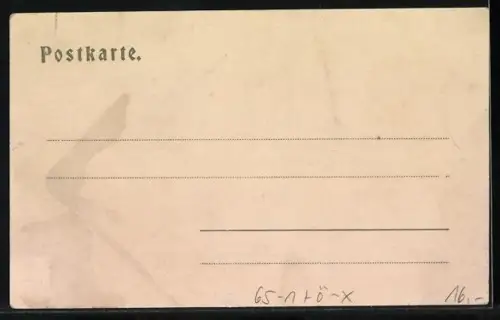 Postkarte.
65-1+ö-x 16.-